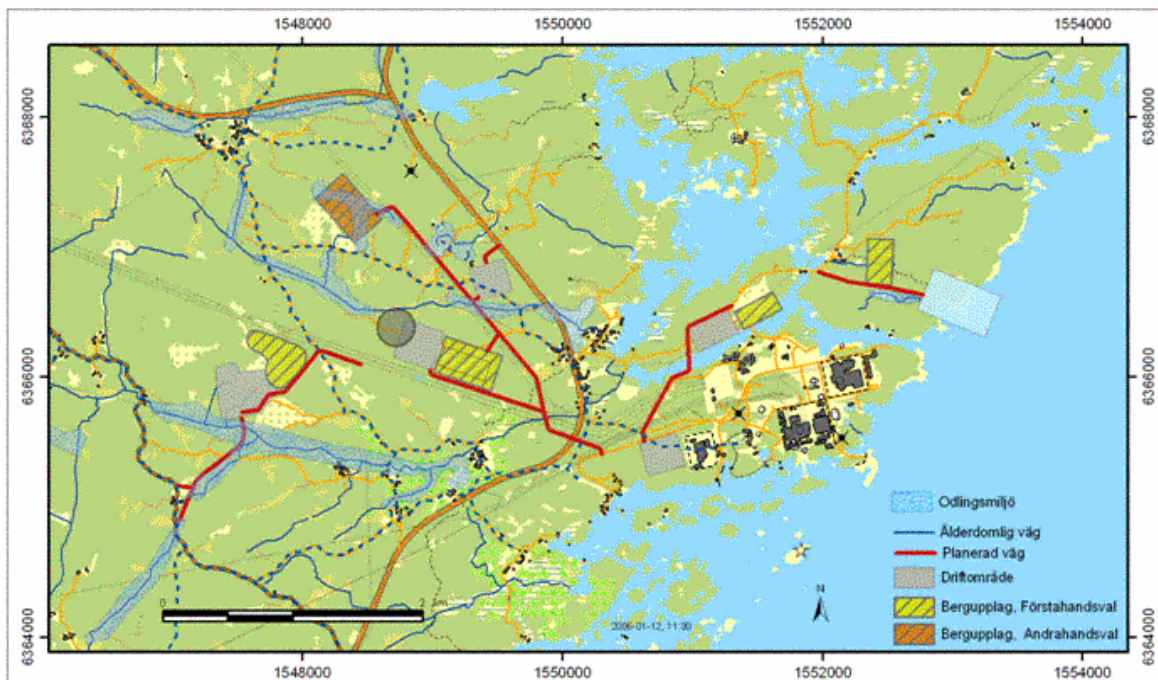 1548000 1550000 1552000 1554000
6368000 6368000
6366000 6366000
Odlingsmiljö
Ålderdomlig väg
Planerad väg
Driftområde
Bergupplag, Förstahandsval
Bergupplag, Andrahandsval
N
0 1 2 km
2006-01-12, 11:30
6364000 6364000
1548000 1550000 1552000 1554000